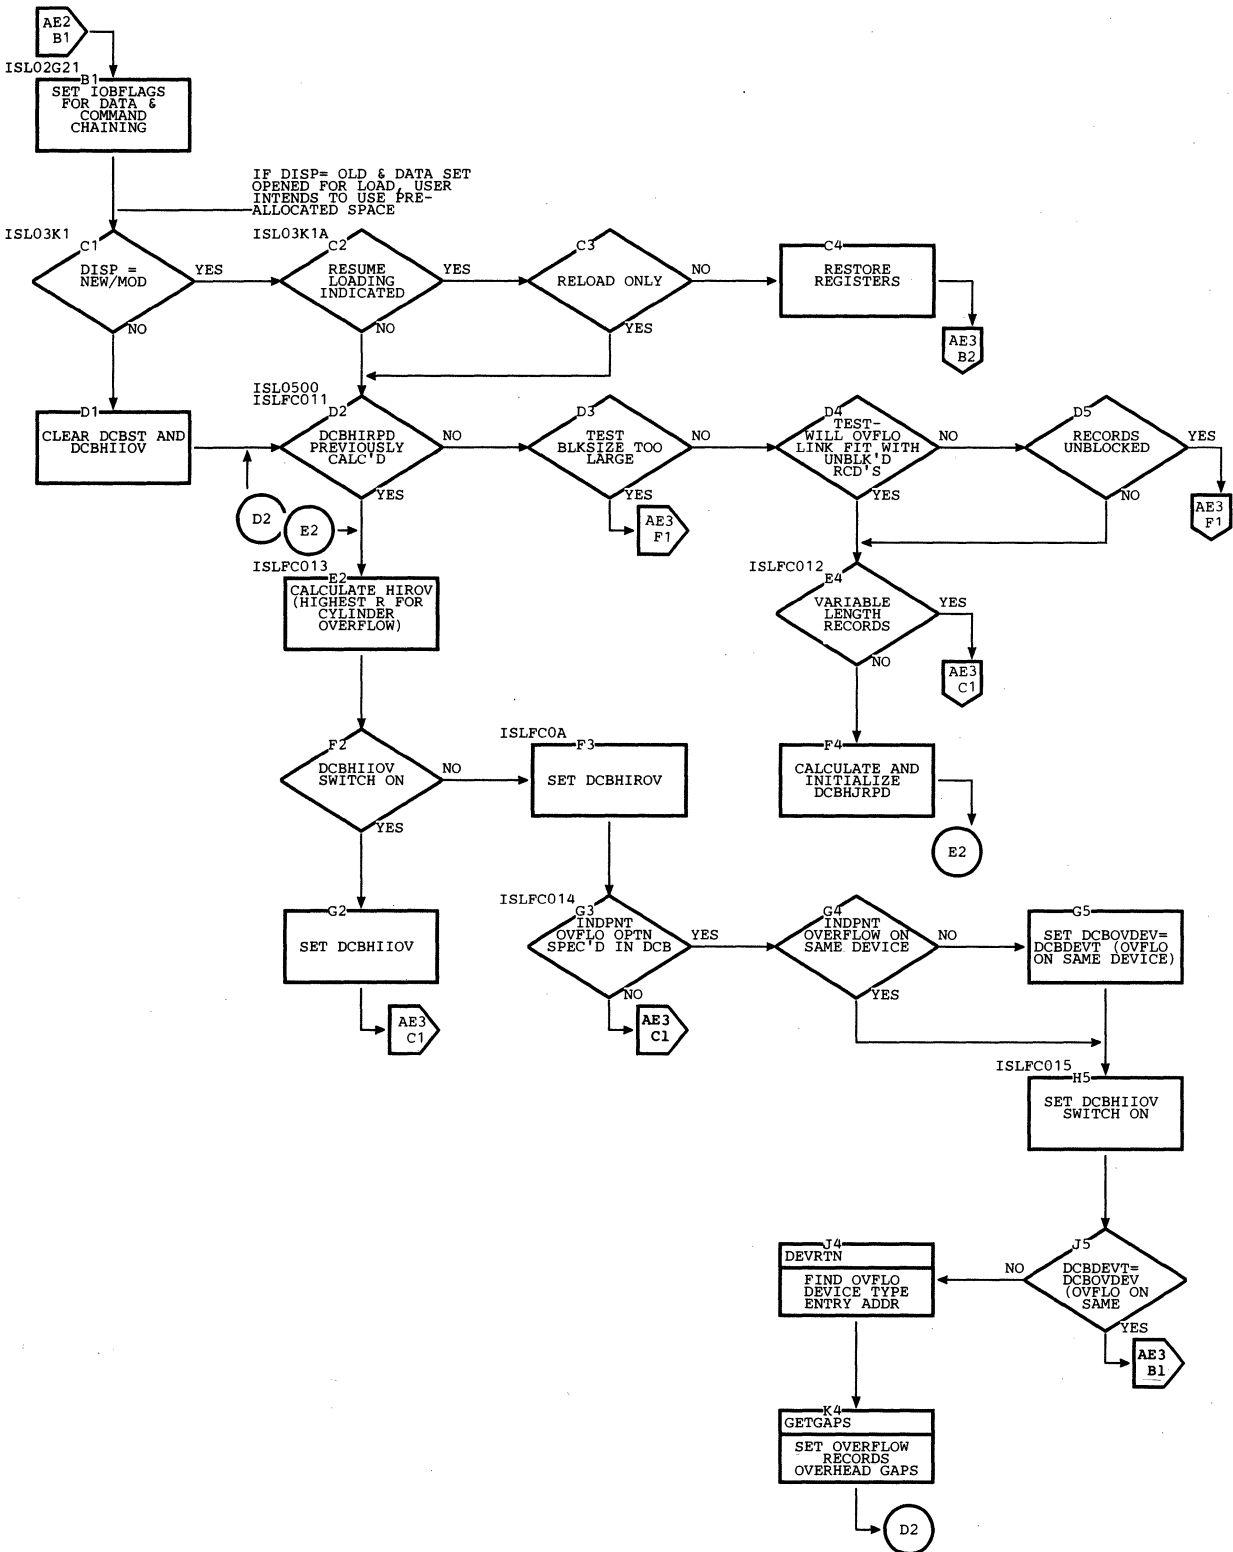 AE2
B1
ISL02G21
B1
SET IOBFLAGS
FOR DATA &
COMMAND
CHAINING
IF DISP= OLD & DATA SET
OPENED FOR LOAD, USER
INTENDS TO USE PRE-
ALLOCATED SPACE
ISL03K1
C1
DISP =
NEW/MOD
YES
NO
ISL03K1A
C2
RESUME
LOADING
INDICATED
YES
NO
C3
RELOAD ONLY
NO
YES
C4
RESTORE
REGISTERS
AE3
B2
D1
CLEAR DCBST AND
DCBHIIOV
ISL0500
ISLFC011
D2
DCBHIRPD
PREVIOUSLY
CALC'D
NO
YES
D3
TEST
BLKSIZE TOO
LARGE
NO
YES
D4
TEST-
WILL OVFLO
LINK FIT WITH
UNBLK'D
RCD'S
NO
YES
D5
RECORDS
UNBLOCKED
YES
NO
D2
E2
AE3
F1
AE3
F1
ISLFC013
E2
CALCULATE HIROV
(HIGHEST R FOR
CYLINDER
OVERFLOW)
ISLFC012
E4
VARIABLE
LENGTH
RECORDS
YES
NO
AE3
C1
F2
DCBHIIOV
SWITCH ON
NO
YES
ISLFC0A
F3
SET DCBHIROV
F4
CALCULATE AND
INITIALIZE
DCBHJRPD
E2
G2
SET DCBHIIOV
AE3
C1
ISLFC014
G3
INDPNT
OVFLO OPTN
SPEC'D IN DCB
YES
NO
AE3
C1
G4
INDPNT
OVERFLOW ON
SAME DEVICE
NO
YES
G5
SET DCBOVDEV=
DCBDEVT (OVFLO
ON SAME DEVICE)
ISLFC015
H5
SET DCBHIIOV
SWITCH ON
J4
DEVRTN
FIND OVFLO
DEVICE TYPE
ENTRY ADDR
J5
DCBDEVT=
DCBOVDEV
(OVFLO ON
SAME
NO
YES
AE3
B1
K4
GETGAPS
SET OVERFLOW
RECORDS
OVERHEAD GAPS
D2